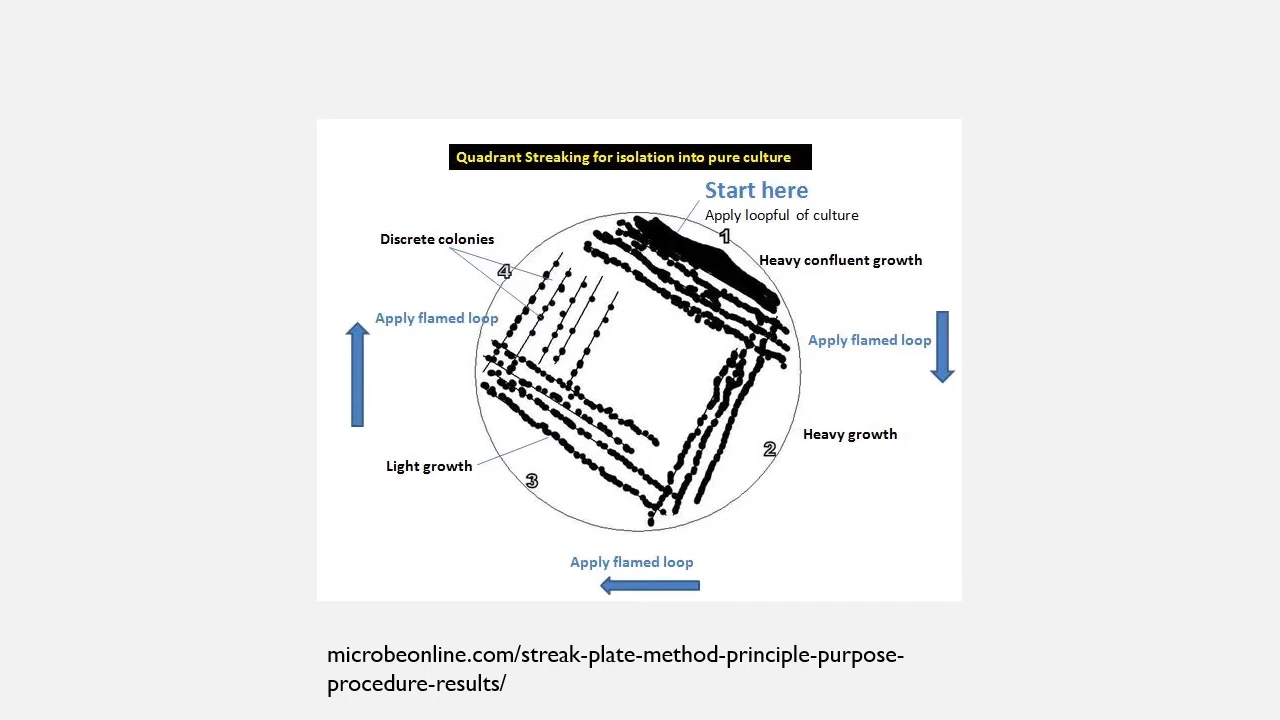 Quadrant Streaking for isolation into pure culture
Start here
Apply loopful of culture
1
Discrete colonies
Heavy confluent growth
4
Apply flamed loop
Apply flamed loop
Heavy growth
2
Light growth
3
Apply flamed loop
microbeonline.com/streak-plate-method-principle-purpose-
procedure-results/